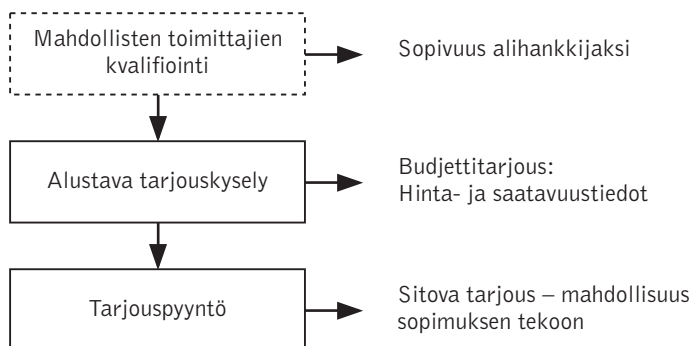 Mahdollisten toimittajien
kvalifiointi
Sopivuus alihankkijaksi
Alustava tarjouskysely
Budjettitarjous:
Hinta- ja saatavuustiedot
Tarjouspyyntö
Sitova tarjous – mahdollisuus
sopimuksen tekoon